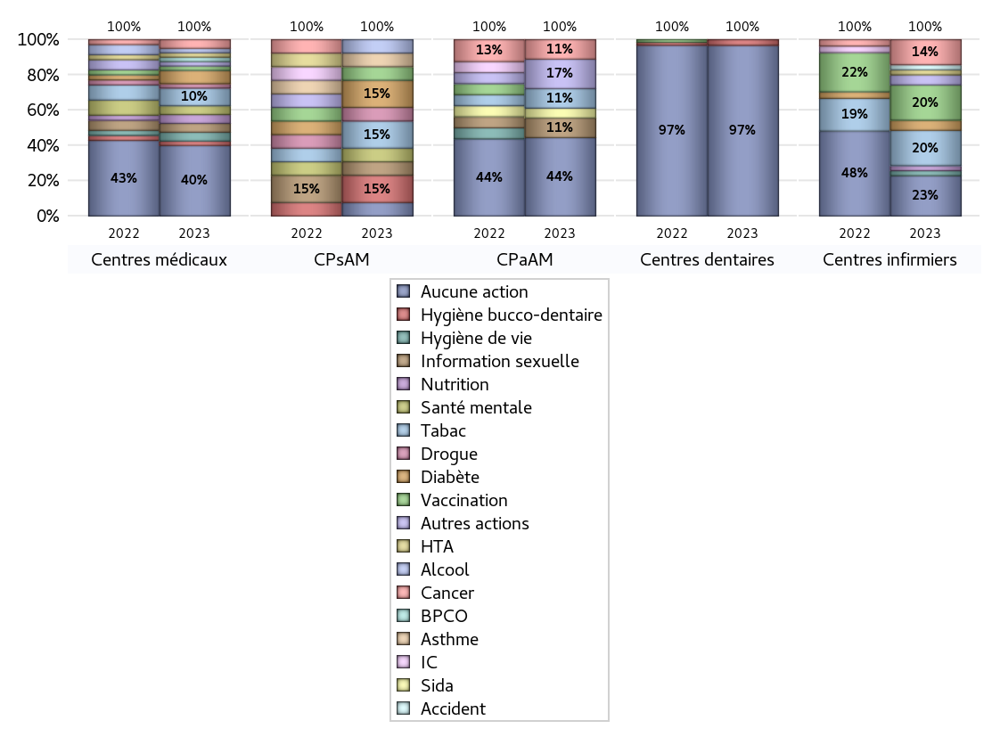 100% 100% 100% 100% 100% 100% 100% 100% 100% 100%
100%
80%
60%
40%
20%
0%
43% 10% 40%
15% 15% 15% 15%
13% 44% 11% 17% 11% 11% 44%
97% 97%
22% 19% 48% 14% 20% 20% 23%
2022 2023 2022 2023 2022 2023 2022 2023 2022 2023
Centres médicaux CPsAM CPaAM Centres dentaires Centres infirmiers
Aucune action
Hygiène bucco-dentaire
Hygiène de vie
Information sexuelle
Nutrition
Santé mentale
Tabac
Drogue
Diabète
Vaccination
Autres actions
HTA
Alcool
Cancer
BPCO
Asthme
IC
Sida
Accident